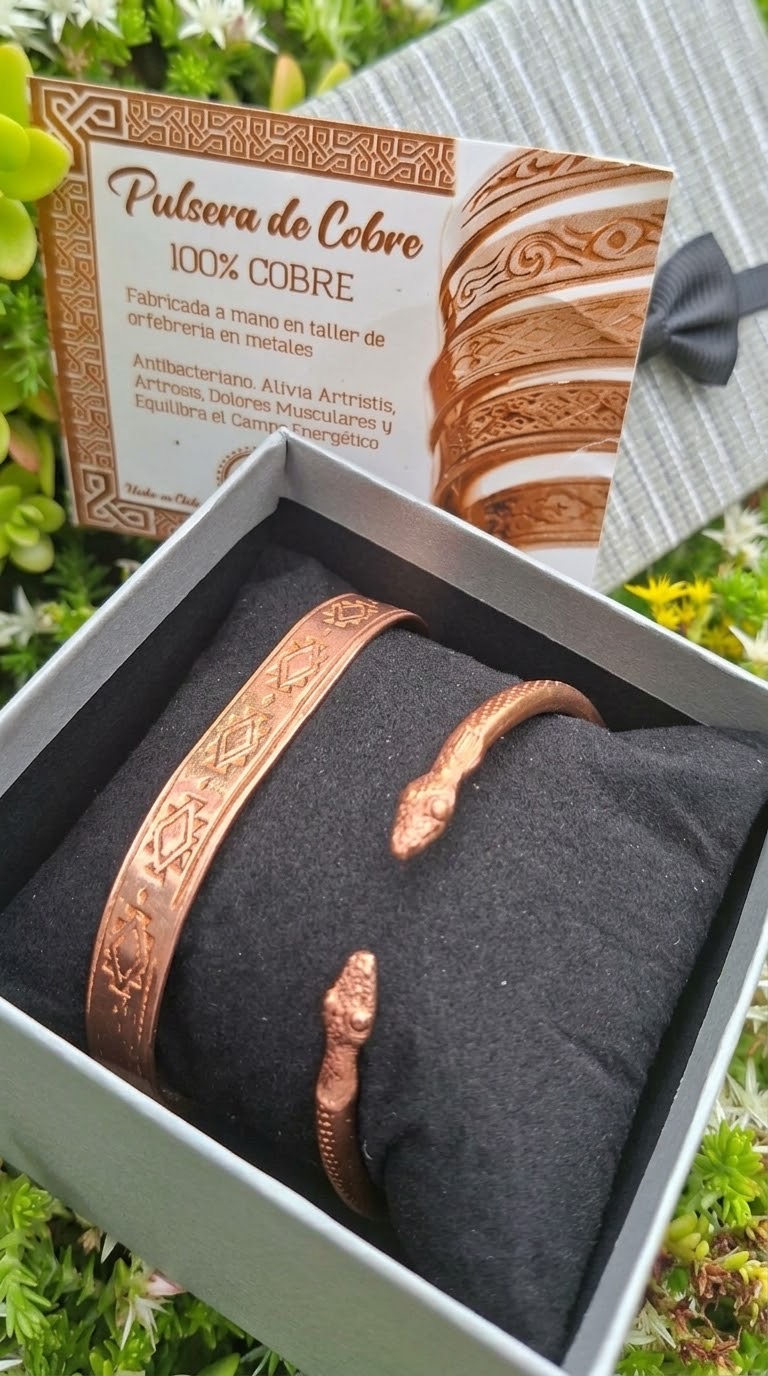 Pulsera de Cobre
100% COBRE
Fabricada a mano en taller de
orfebreria en metales
Antibacteriano. Alivia Artristis,
Artrosis, Dolores Musculares y
Equilibra el Campo Energético